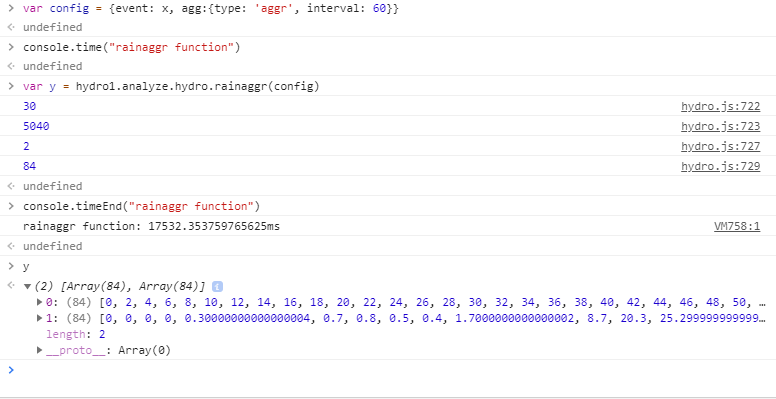 > var config = {event: x, agg:{type: 'aggr', interval: 60}}
undefined
> console.time("rainaggr function")
undefined
> var y = hydro1.analyze.hydro.rainaggr(config)
30 hydro.js:722
5040 hydro.js:723
2 hydro.js:727
84 hydro.js:729
undefined
> console.timeEnd("rainaggr function")
rainaggr function: 17532.353759765625ms VM758:1
undefined
> y
(2) [Array(84), Array(84)] i
0: (84) [0, 2, 4, 6, 8, 10, 12, 14, 16, 18, 20, 22, 24, 26, 28, 30, 32, 34, 36, 38, 40, 42, 44, 46, 48, 50, …
1: (84) [0, 0, 0, 0, 0.30000000000000004, 0.7, 0.8, 0.5, 0.4, 1.7000000000000002, 8.7, 20.3, 25.299999999999…
length: 2
__proto__: Array(0)
>